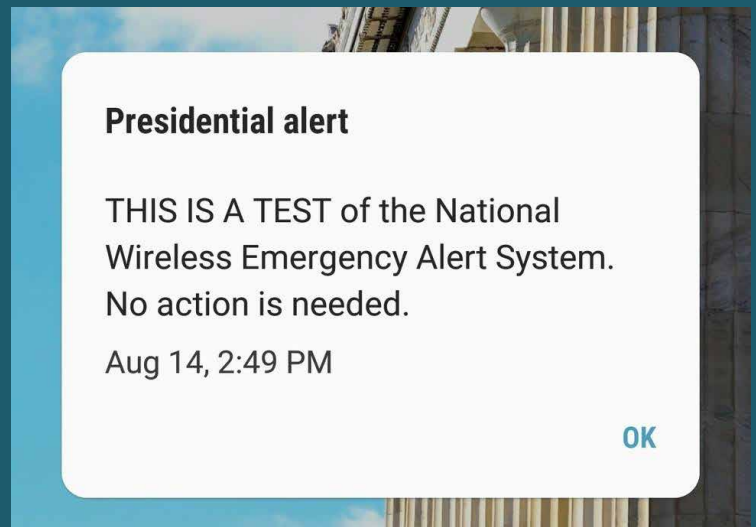 Presidential alert
THIS IS A TEST of the National
Wireless Emergency Alert System.
No action is needed.
Aug 14, 2:49 PM
OK